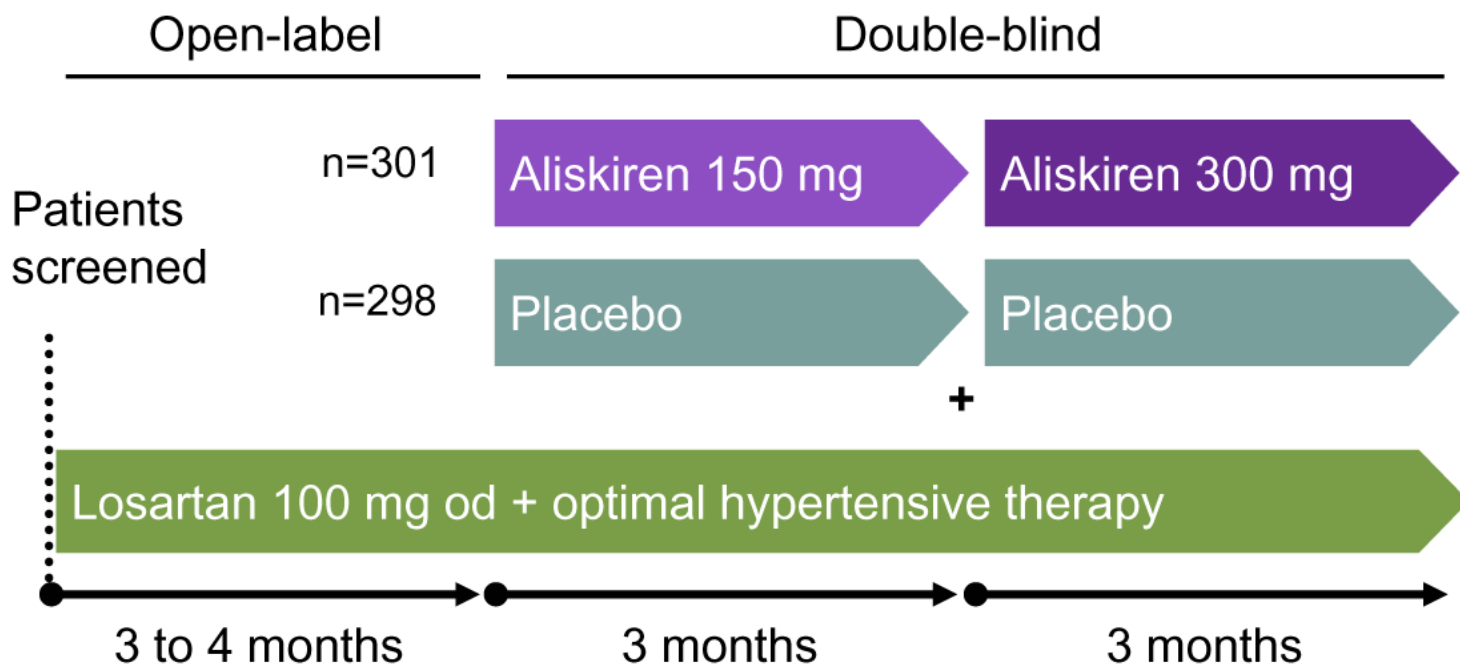 Open-label
Double-blind
n=301
Aliskiren 150 mg
Aliskiren 300 mg
Patients
screened
n=298
Placebo
Placebo
+
Losartan 100 mg od + optimal hypertensive therapy
3 to 4 months
3 months
3 months